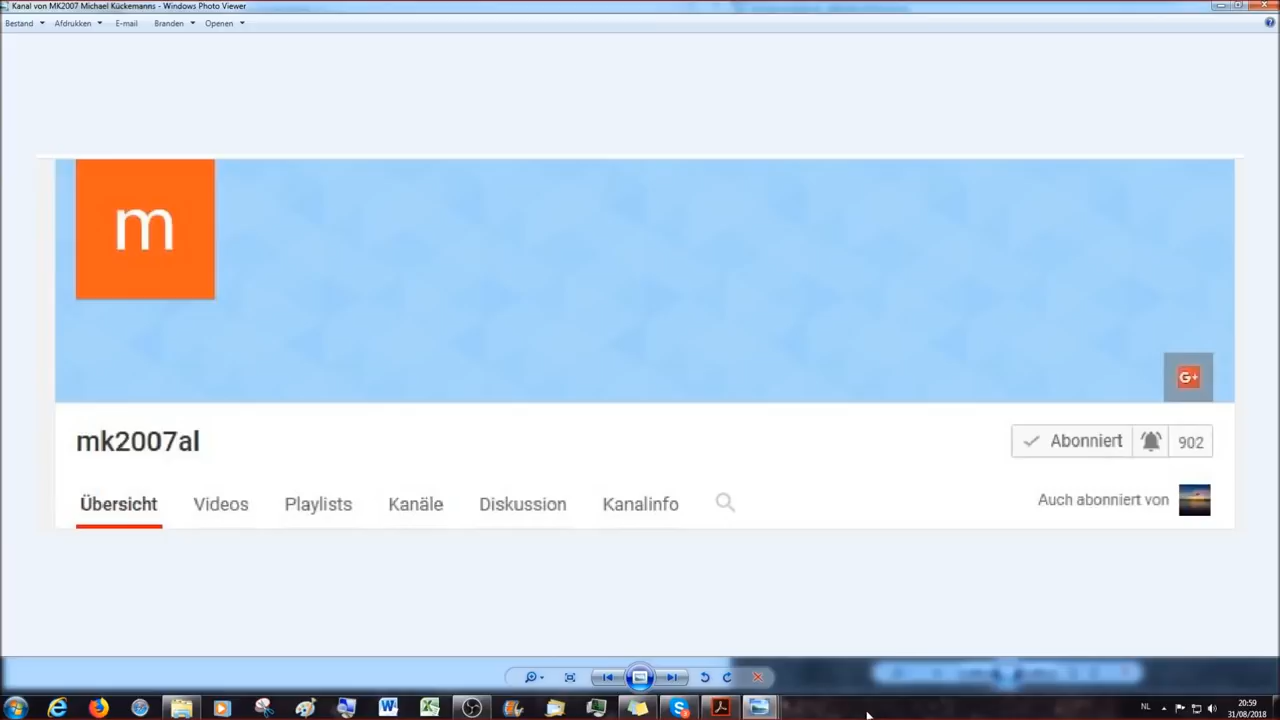 Kanal von MK2007 Michael Kückemanns - Windows Photo Viewer
Bestand Afdrukken E-mail Branden Openen
m
G+
mk2007al
Abonniert 902
Übersicht Videos Playlists Kanäle Diskussion Kanalinfo
Auch abonniert von
NL
20:59
31/08/2018